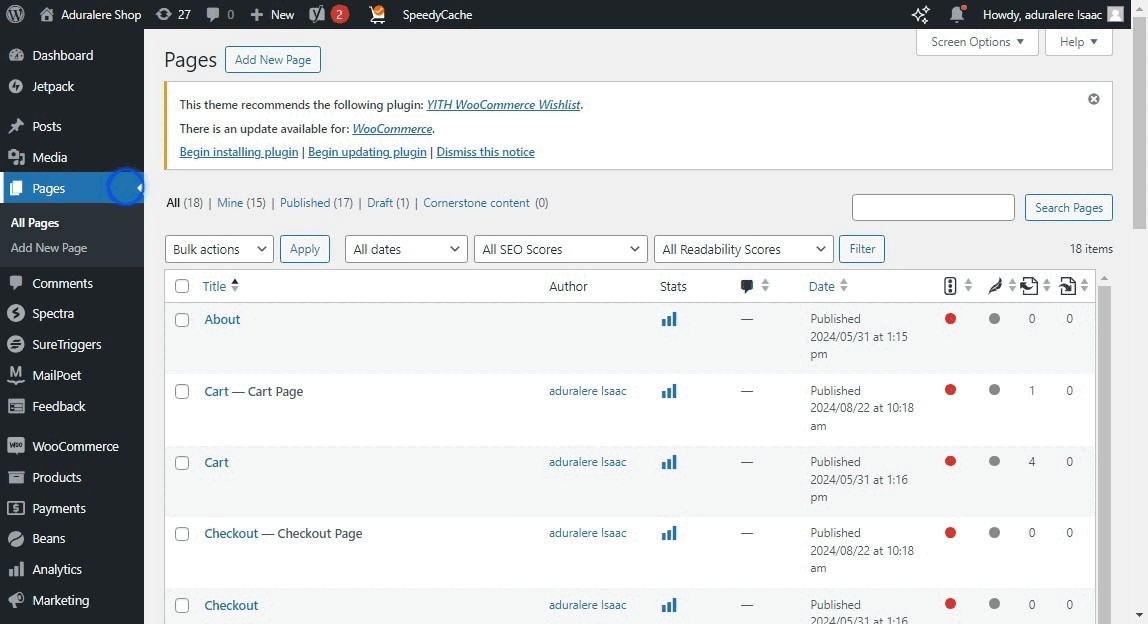 Aduralere Shop 27 0 New 2 SpeedyCache Howdy, aduralere Isaac
Screen Options Help
Dashboard
Jetpack
Posts
Media
Pages
All Pages
Add New Page
Comments
Spectra
SureTriggers
MailPoet
Feedback
WooCommerce
Products
Payments
Beans
Analytics
Marketing
Pages Add New Page
This theme recommends the following plugin: YITH WooCommerce Wishlist.
There is an update available for: WooCommerce.
Begin installing plugin | Begin updating plugin | Dismiss this notice
All (18) | Mine (15) | Published (17) | Draft (1) | Cornerstone content (0)
Search Pages
Bulk actions Apply All dates All SEO Scores All Readability Scores Filter 18 items
Title Author Stats Date
About — Published 0 0
2024/05/31 at 1:15
pm
Cart — Cart Page aduralere Isaac — Published 1 0
2024/08/22 at 10:18
am
Cart aduralere Isaac — Published 4 0
2024/05/31 at 1:16
pm
Checkout — Checkout Page aduralere Isaac — Published 0 0
2024/08/22 at 10:18
am
Checkout aduralere Isaac — Published 0 0
2024/05/31 at 1:16